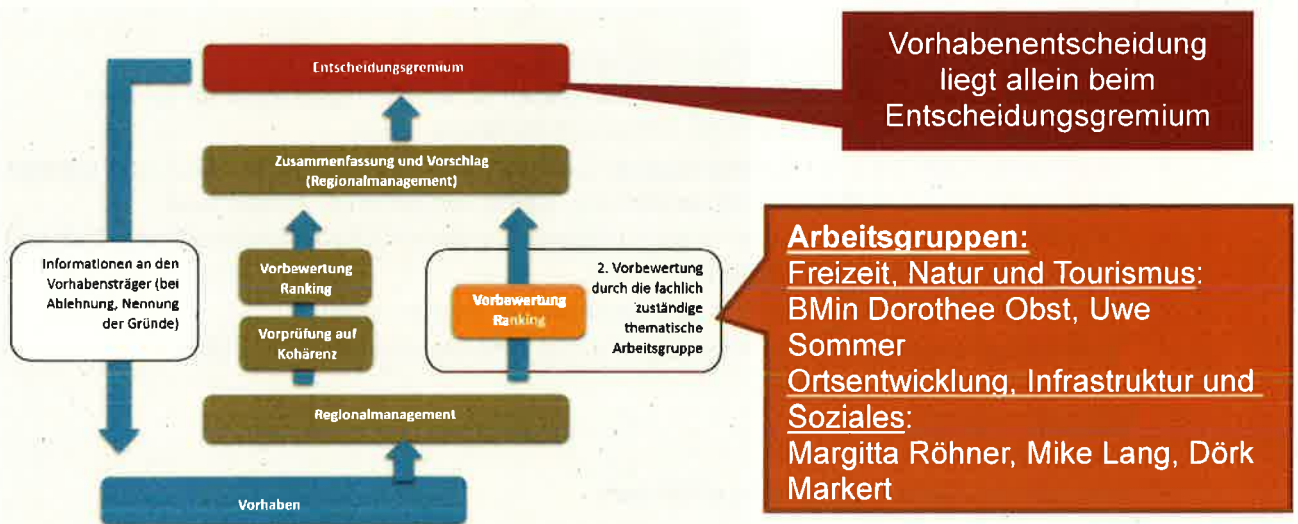 Entscheidungsgremium
Vorhabenentscheidung
liegt allein beim
Entscheidungsgremium
Zusammenfassung und Vorschlag
(Regionalmanagement)
Informationen an den
Vorhabensträger (bei
Ablehnung, Nennung
der Gründe)
Vorbewertung
Ranking
Vorprüfung auf
Kohärenz
Vorbewertung
Ranking
2. Vorbewertung
durch die fachlich
zuständige
thematische
Arbeitsgruppe
Arbeitsgruppen:
Freizeit, Natur und Tourismus:
BMin Dorothee Obst, Uwe
Sommer
Ortsentwicklung, Infrastruktur und
Soziales:
Margitta Röhner, Mike Lang, Dörk
Markert
Regionalmanagement
Vorhaben